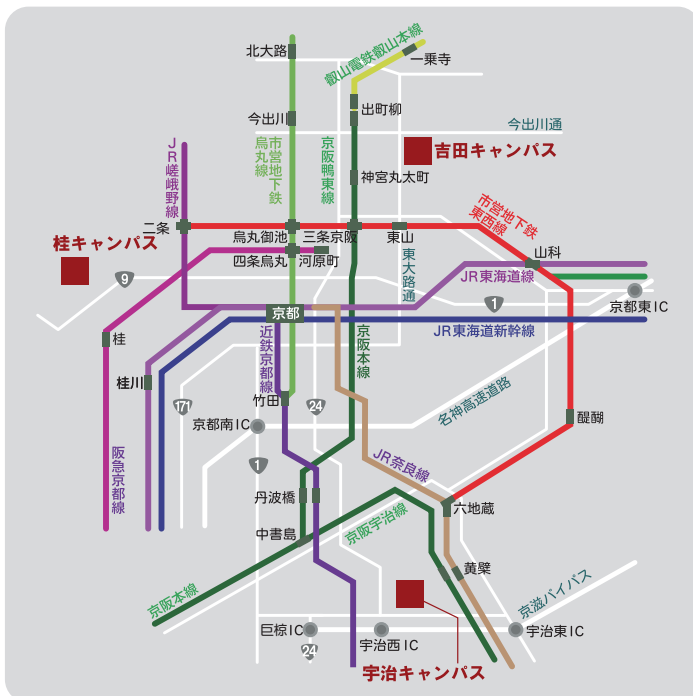 北大路
叡山電鉄叡山本線
一乗寺
出町柳
今出川
今出川通
JR嵯峨野線
市営地下鉄
烏丸線
京阪鴨東線
吉田キャンパス
神宮丸太町
市営地下鉄
東西線
二条
烏丸御池
三条京阪
東山
桂キャンパス
四条烏丸
河原町
山科
東大路通
JR東海道線
9
1
京都東IC
京都
JR東海道新幹線
桂
近鉄京都線
京阪本線
桂川
竹田
171
24
名神高速道路
京都南IC
醍醐
阪急京都線
1
JR奈良線
丹波橋
六地蔵
中書島
京阪宇治線
黄檗
京阪本線
京滋バイパス
巨椋IC
宇治西IC
宇治東IC
24
宇治キャンパス